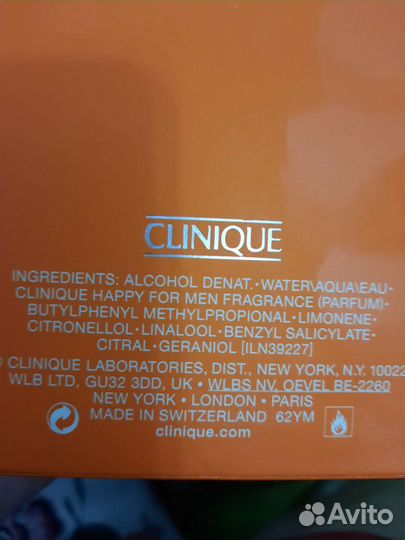 CLINIQUE
INGREDIENTS: ALCOHOL DENAT.•WATER\AQUA\EAU•
CLINIQUE HAPPY FOR MEN FRAGRANCE (PARFUM)•
BUTYLPHENYL METHYLPROPIONAL•LIMONENE•
CITRONELLOL•LINALOOL•BENZYL SALICYLATE•
CITRAL•GERANIOL [ILN39227]
© CLINIQUE LABORATORIES, DIST., NEW YORK, N.Y. 10022
WLB LTD, GU32 3DD, UK • WLBS NV, OEVEL BE-2260
NEW YORK • LONDON • PARIS
MADE IN SWITZERLAND 62YM
clinique.com
Avito